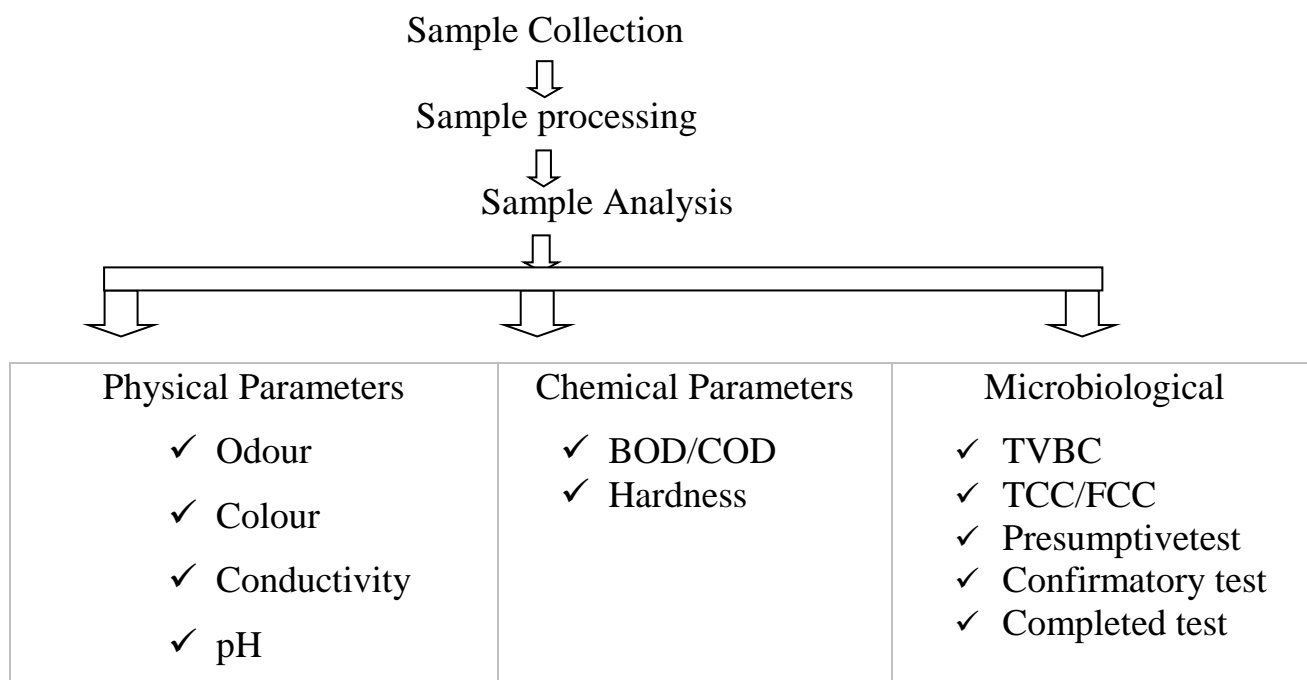 Sample Collection
Sample processing
Sample Analysis
Physical Parameters
✓ Odour
✓ Colour
✓ Conductivity
✓ pH
Chemical Parameters
✓ BOD/COD
✓ Hardness
Microbiological
✓ TVBC
✓ TCC/FCC
✓ Presumptivetest
✓ Confirmatory test
✓ Completed test